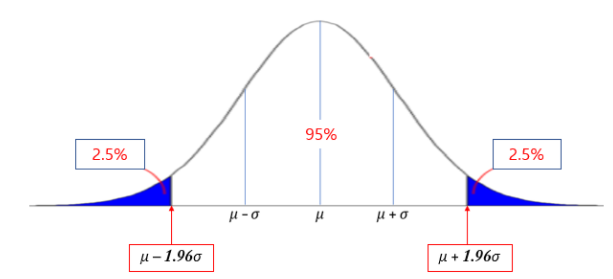 95%
2.5%
2.5%
μ – σ
μ
μ + σ
μ – 1.96σ
μ + 1.96σ